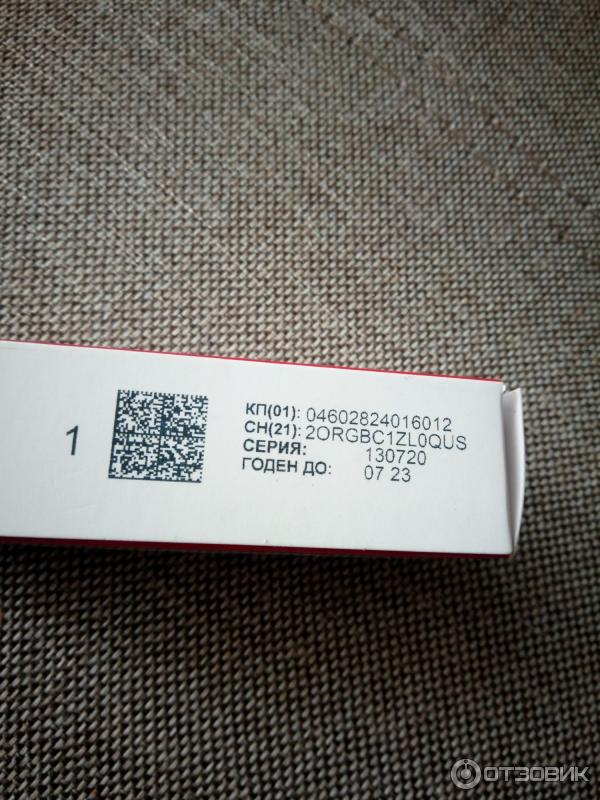 1
КП(01): 04602824016012
СН(21): 2ORGBC1ZL0QUS
СЕРИЯ: 130720
ГОДЕН ДО: 07 23
ОТЗОВИК